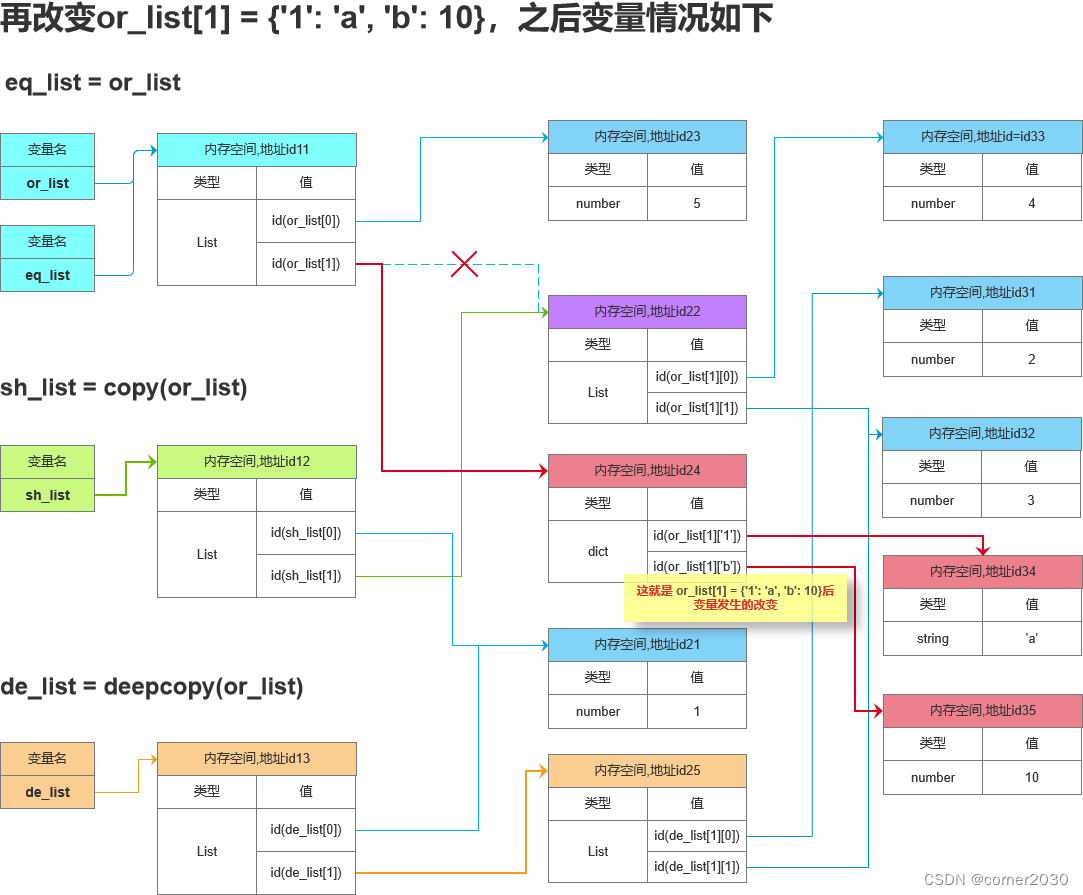 再改变or_list[1] = {'1': 'a', 'b': 10}，之后变量情况如下
eq_list = or_list
变量名
or_list
变量名
eq_list
内存空间,地址id11
类型 值
List
id(or_list[0])
id(or_list[1])
内存空间,地址id23
类型 值
number 5
内存空间,地址id=id33
类型 值
number 4
内存空间,地址id22
类型 值
List
id(or_list[1][0])
id(or_list[1][1])
内存空间,地址id31
类型 值
number 2
sh_list = copy(or_list)
变量名
sh_list
内存空间,地址id12
类型 值
List
id(sh_list[0])
id(sh_list[1])
内存空间,地址id24
类型 值
dict
id(or_list[1]['1'])
id(or_list[1]['b'])
这就是 or_list[1] = {'1': 'a', 'b': 10}后
变量发生的改变
内存空间,地址id32
类型 值
number 3
内存空间,地址id34
类型 值
string 'a'
内存空间,地址id21
类型 值
number 1
内存空间,地址id35
类型 值
number 10
de_list = deepcopy(or_list)
变量名
de_list
内存空间,地址id13
类型 值
List
id(de_list[0])
id(de_list[1])
内存空间,地址id25
类型 值
List
id(de_list[1][0])
id(de_list[1][1])
CSDN @corner2030